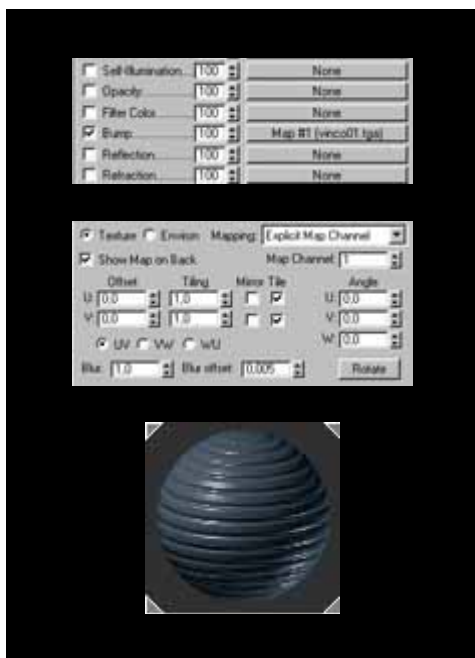 Self-Illumination 100 None
Opacity 100 None
Filter Color 100 None
Bump 100 Map #1 (vinco01.tga)
Reflection 100 None
Refraction 100 None
Texture Environ Mapping: Explicit Map Channel
Show Map on Back Map Channel: 1
Offset Tiling Mirror Tile Angle
U: 0.0 1.0 U: 0.0
V: 0.0 1.0 V: 0.0
UV VW WU W: 0.0
Blur: 1.0 Blur offset: 0.005 Rotate